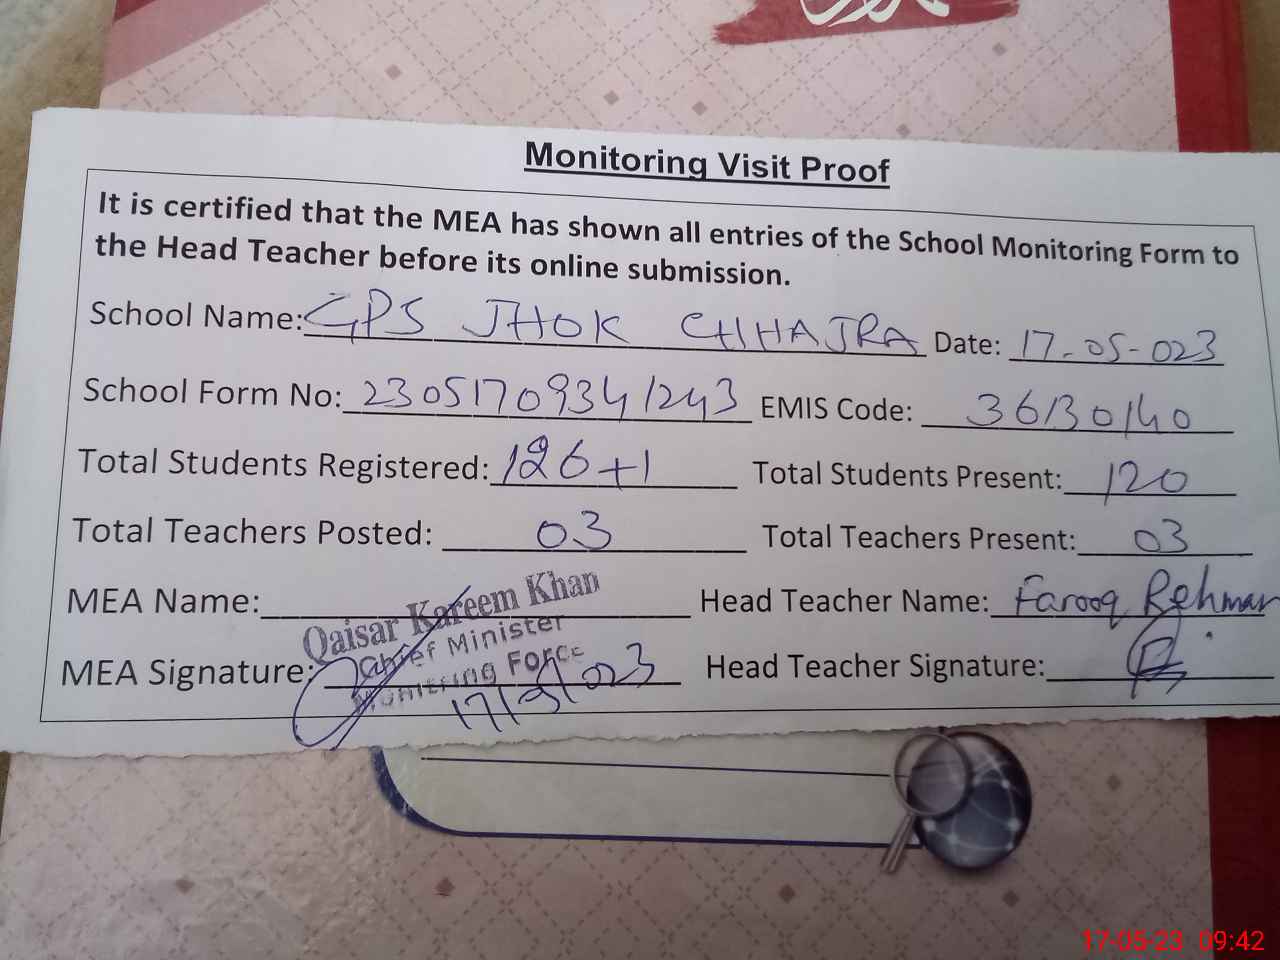 Monitoring Visit Proof
It is certified that the MEA has shown all entries of the School Monitoring Form to
the Head Teacher before its online submission.
School Name: GPS JHOK CHHAJRA Date: 17-05-023
School Form No: 23051709341243 EMIS Code: 36130140
Total Students Registered: 126+1 Total Students Present: 120
Total Teachers Posted: 03 Total Teachers Present: 03
MEA Name: Qaisar Kareem Khan Head Teacher Name: Farooq Rehman
Chief Minister
MEA Signature: Head Teacher Signature:
Monitering Force
17/5/023
17-05-23 09:42